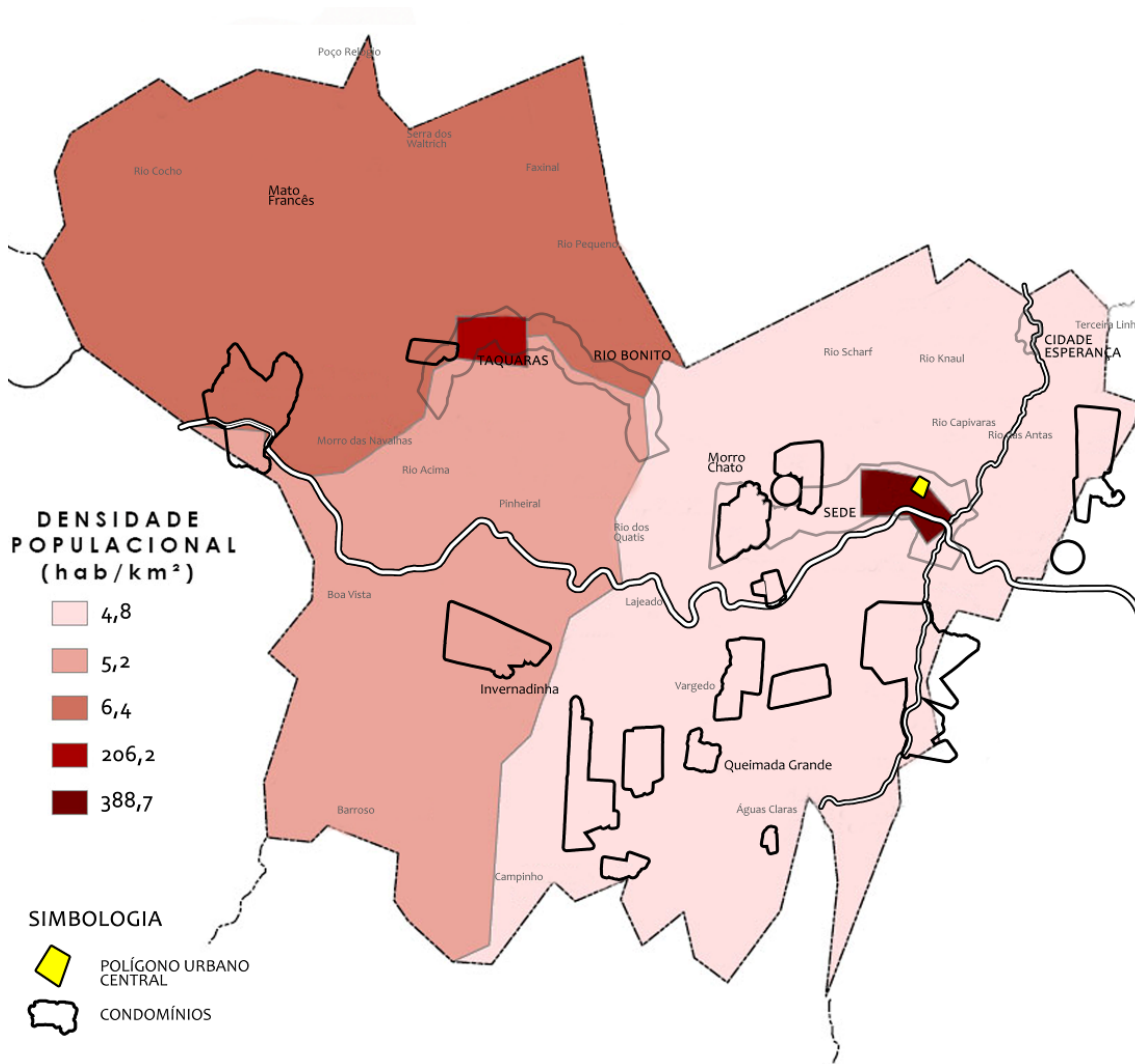 Poço Relógio
Serra dos
Waltrich
Rio Cocho
Faxinal
Mato
Francês
Rio Pequeno
TAQUARAS
RIO BONITO
Rio Scharf
Rio Knaul
Terceira Linh
CIDADE
ESPERANÇA
Rio Capivaras
Rio das Antas
Morro das Navalhas
Rio Acima
Morro
Chato
Pinheiral
SEDE
Rio dos
Quatis
DENSIDADE
POPULACIONAL
(hab/km²)
4,8
5,2
6,4
206,2
388,7
Boa Vista
Lajeado
Invernadinha
Vargedo
Queimada Grande
Barroso
Águas Claras
Campinho
SIMBOLOGIA
POLÍGONO URBANO
CENTRAL
CONDOMÍNIOS